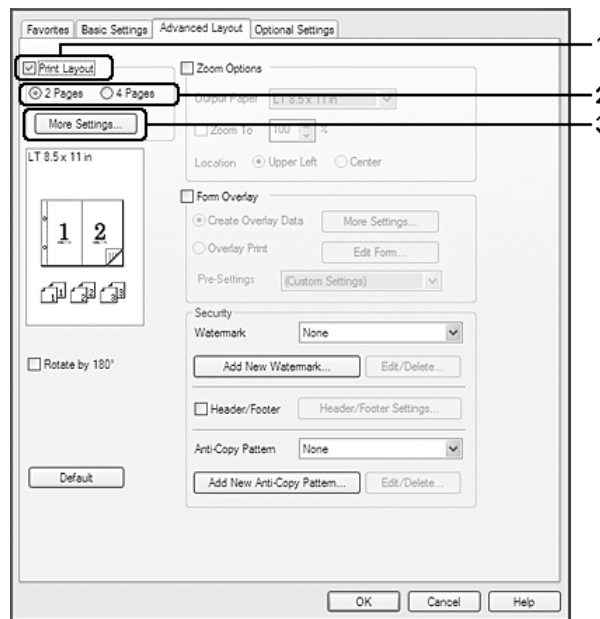 Favorites Basic Settings Advanced Layout Optional Settings
Print Layout
2 Pages 4 Pages
More Settings...
LT 8.5 x 11 in
1 2
1 2 3
Rotate by 180°
Default
Zoom Options
Output Paper LT 8.5 x 11 in
Zoom To 100 %
Location Upper Left Center
Form Overlay
Create Overlay Data More Settings...
Overlay Print Edit Form...
Pre-Settings (Custom Settings)
Security
Watermark None
Add New Watermark... Edit/Delete...
Header/Footer Header/Footer Settings...
Anti-Copy Pattern None
Add New Anti-Copy Pattern... Edit/Delete...
OK Cancel Help
1
2
3